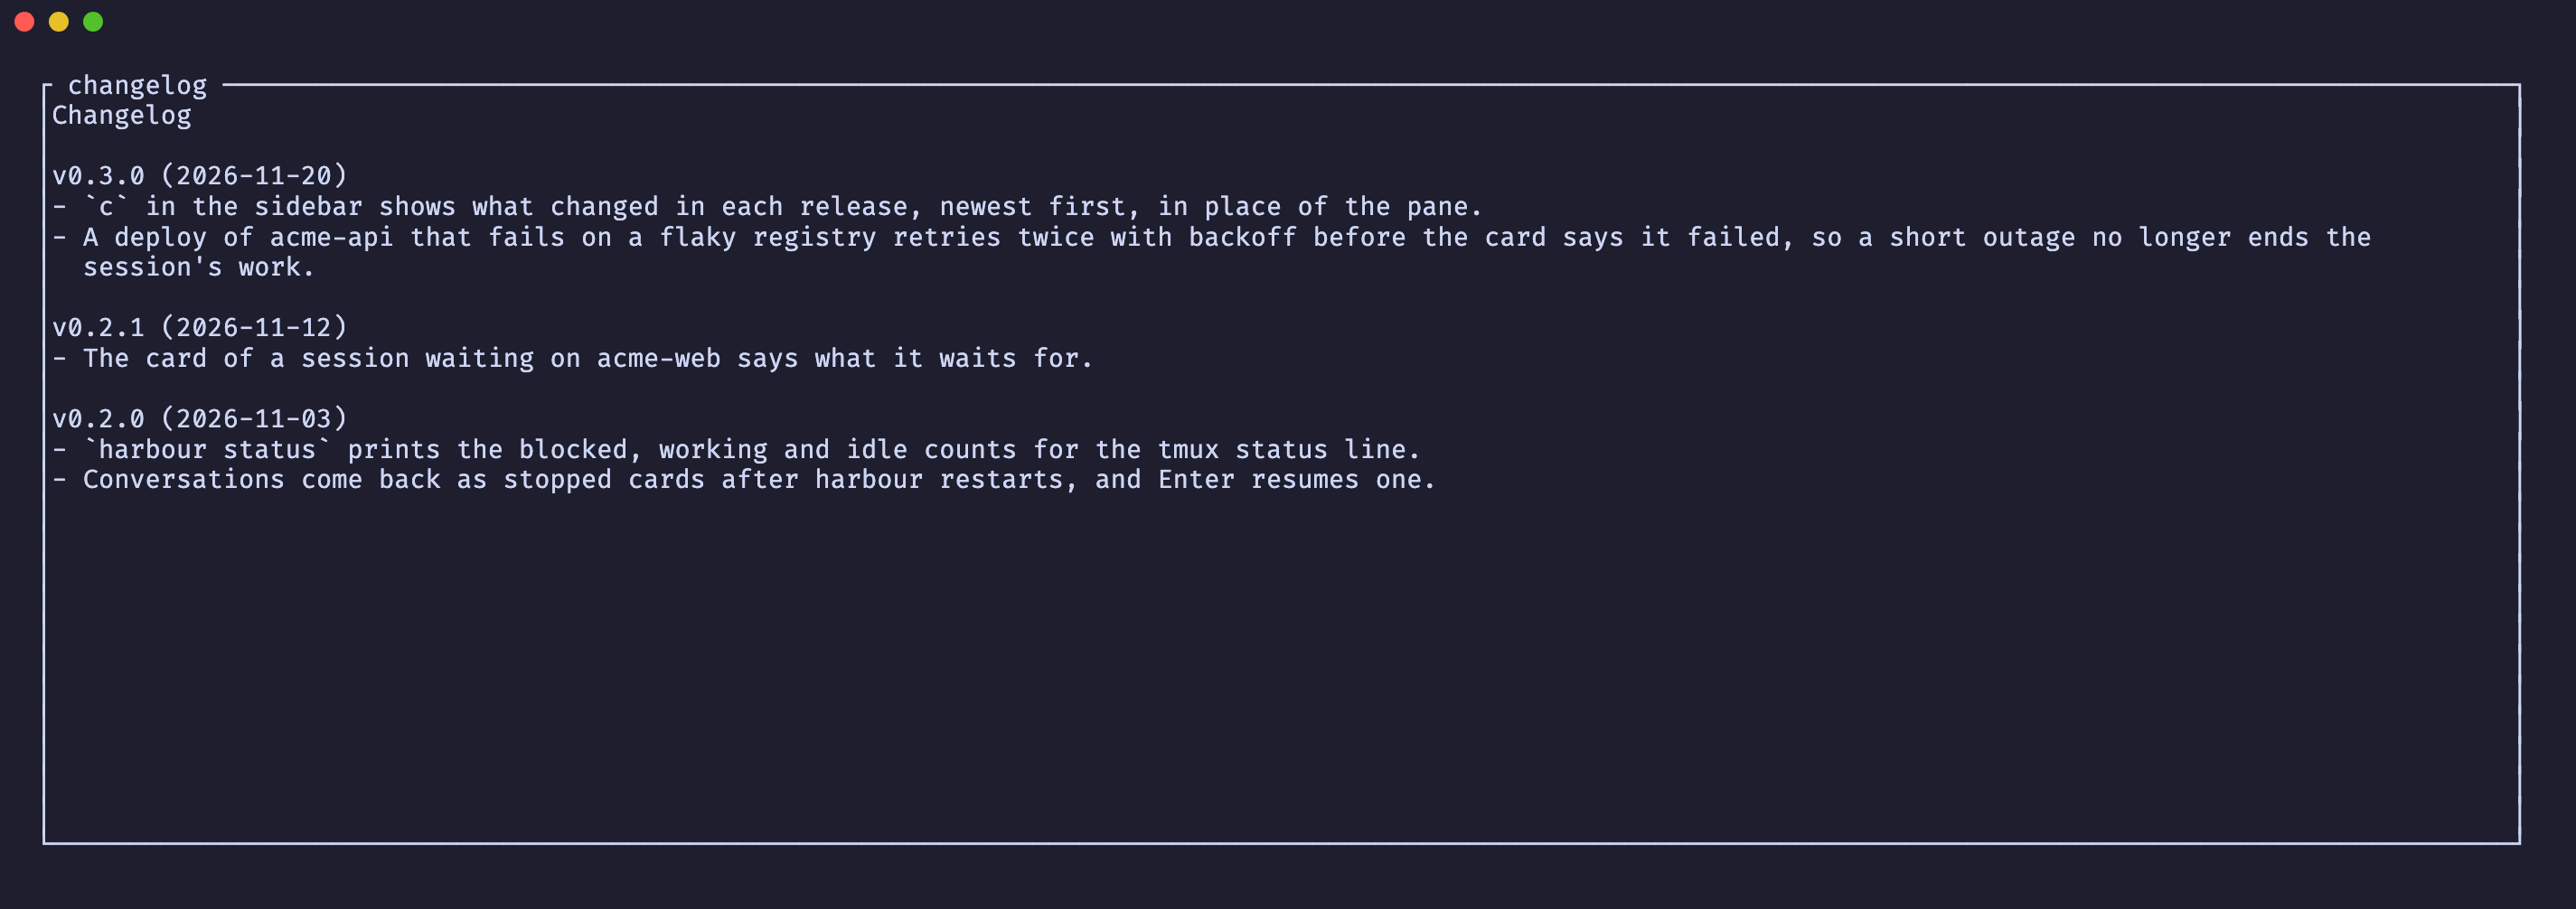 changelog
Changelog
v0.3.0 (2026-11-20)
- `c` in the sidebar shows what changed in each release, newest first, in place of the pane.
- A deploy of acme-api that fails on a flaky registry retries twice with backoff before the card says it failed, so a short outage no longer ends the
session's work.
v0.2.1 (2026-11-12)
- The card of a session waiting on acme-web says what it waits for.
v0.2.0 (2026-11-03)
- `harbour status` prints the blocked, working and idle counts for the tmux status line.
- Conversations come back as stopped cards after harbour restarts, and Enter resumes one.